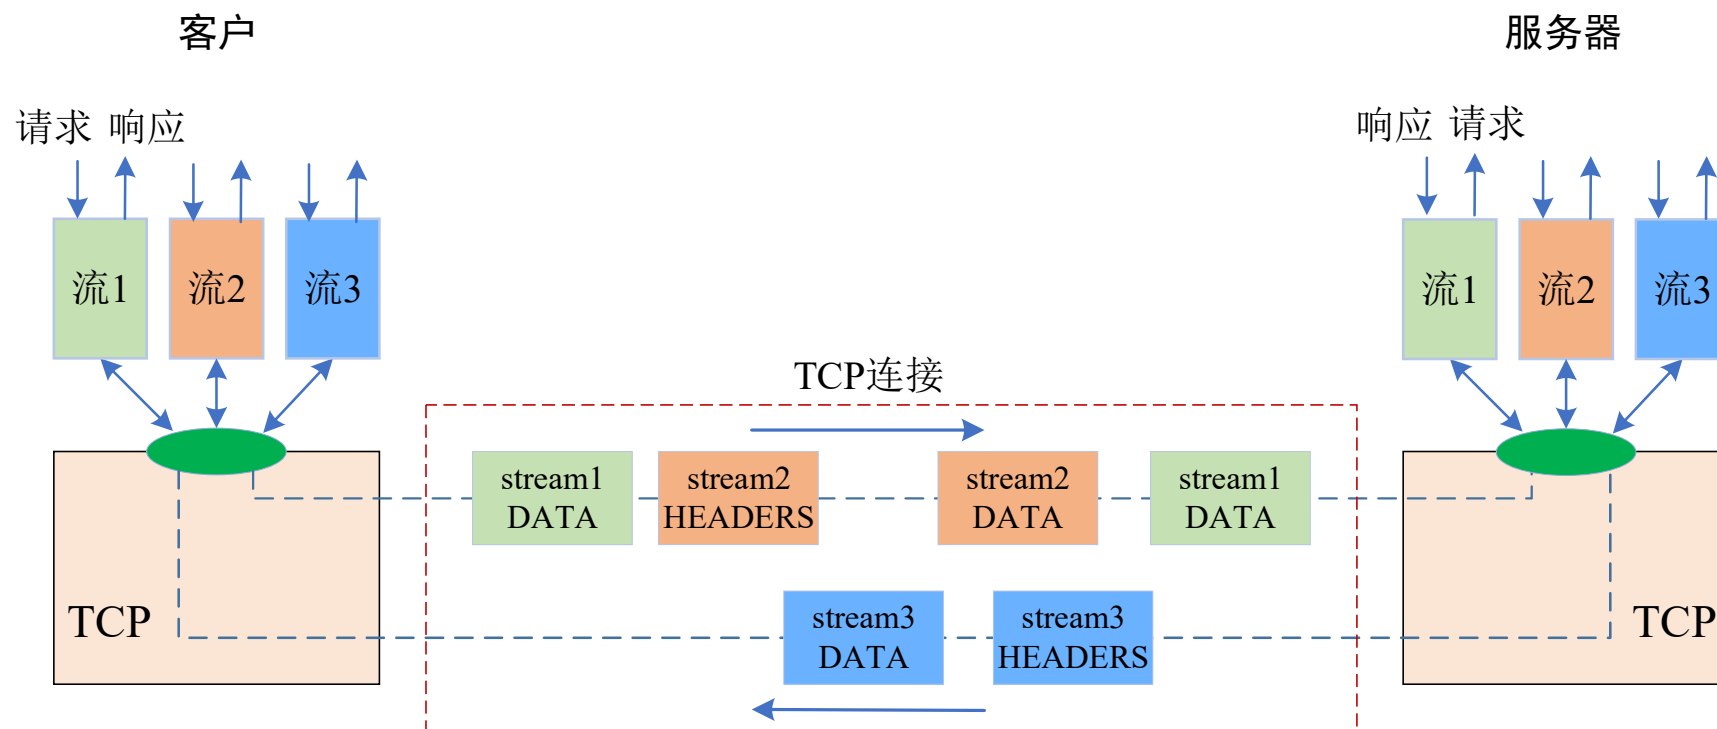 客户
服务器
请求 响应
响应 请求
流1
流2
流3
流1
流2
流3
TCP连接
stream1
DATA
stream2
HEADERS
stream2
DATA
stream1
DATA
TCP
stream3
DATA
stream3
HEADERS
TCP